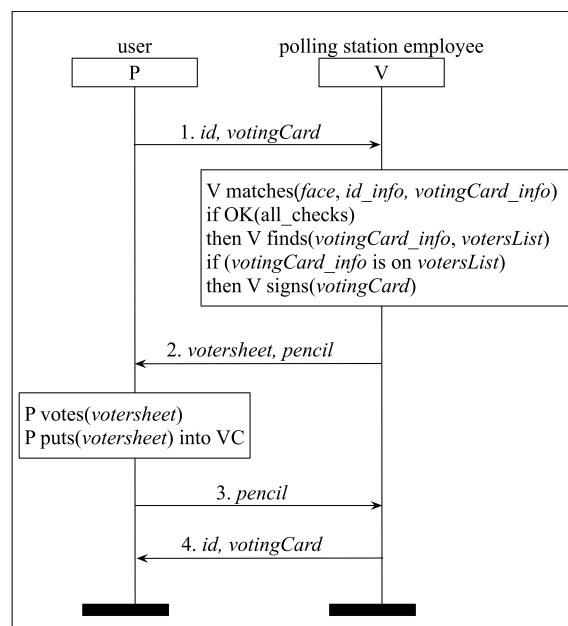 user
polling station employee
P
V
1. id, votingCard
V matches(face, id_info, votingCard_info)
if OK(all_checks)
then V finds(votingCard_info, votersList)
if (votingCard_info is on votersList)
then V signs(votingCard)
2. votersheet, pencil
P votes(votersheet)
P puts(votersheet) into VC
3. pencil
4. id, votingCard